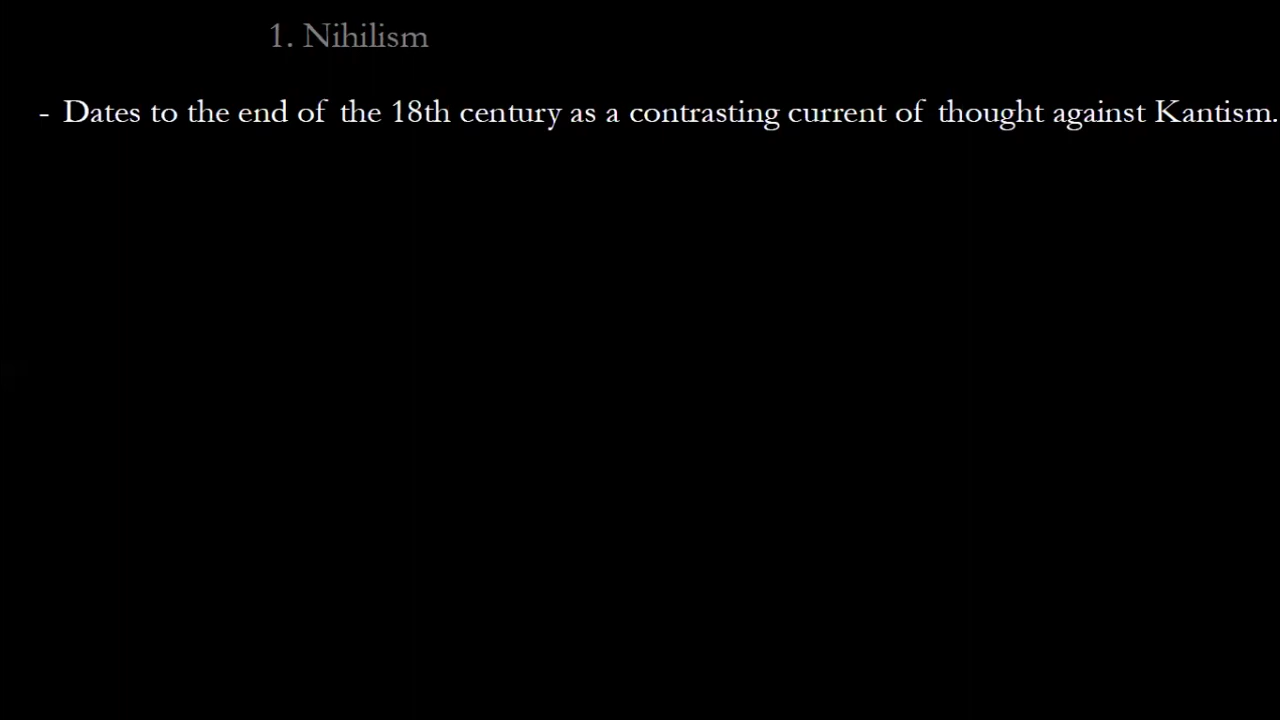 1. Nihilism
- Dates to the end of the 18th century as a contrasting current of thought against Kantism.